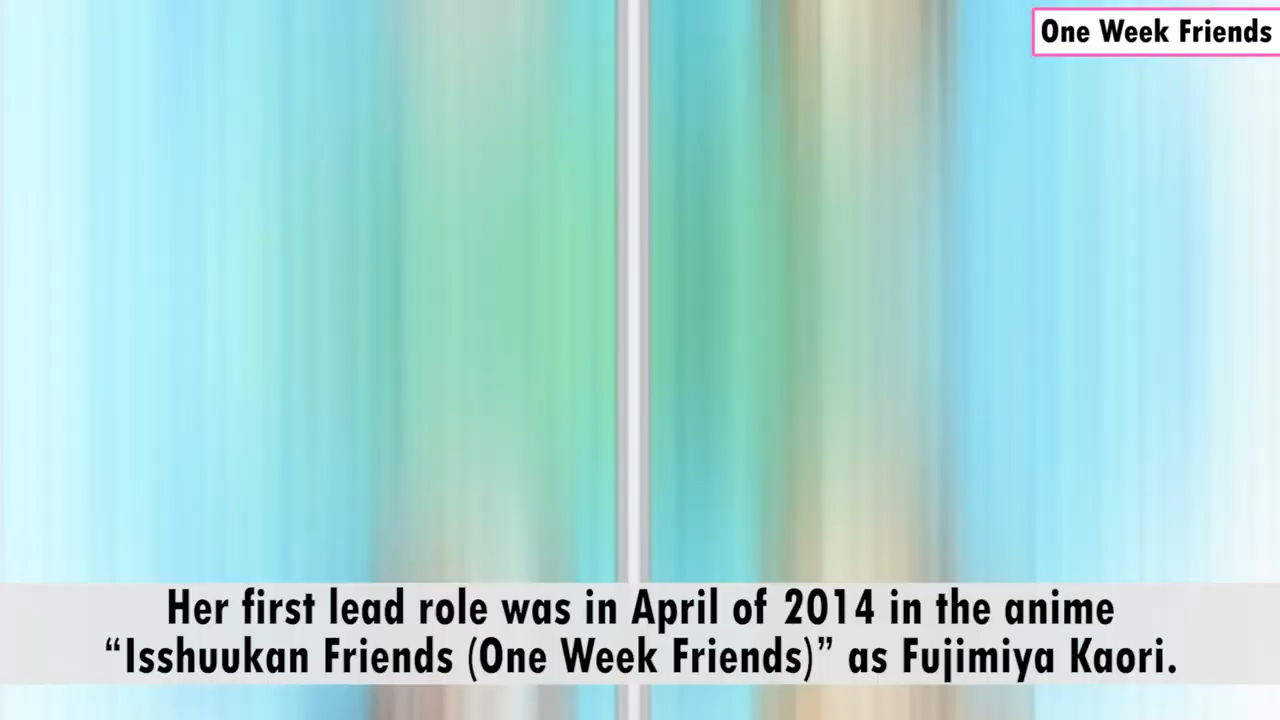 One Week Friends
Her first lead role was in April of 2014 in the anime
“Isshuukan Friends (One Week Friends)” as Fujimiya Kaori.